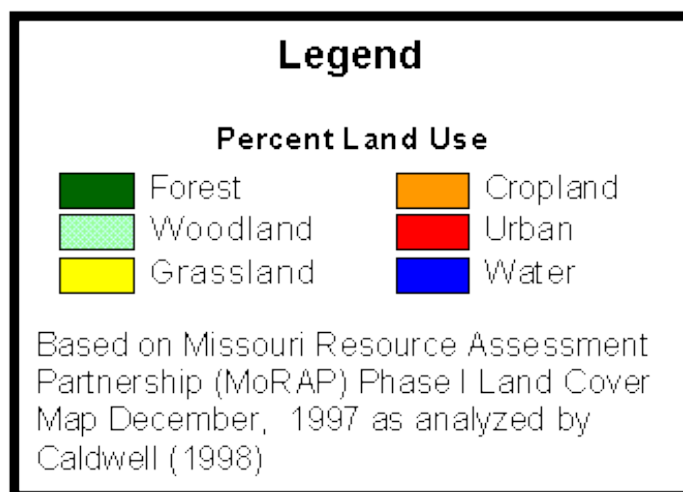 Legend
Percent Land Use
Forest Cropland
Woodland Urban
Grassland Water
Based on Missouri Resource Assessment
Partnership (MoRAP) Phase I Land Cover
Map December, 1997 as analyzed by
Caldwell (1998)